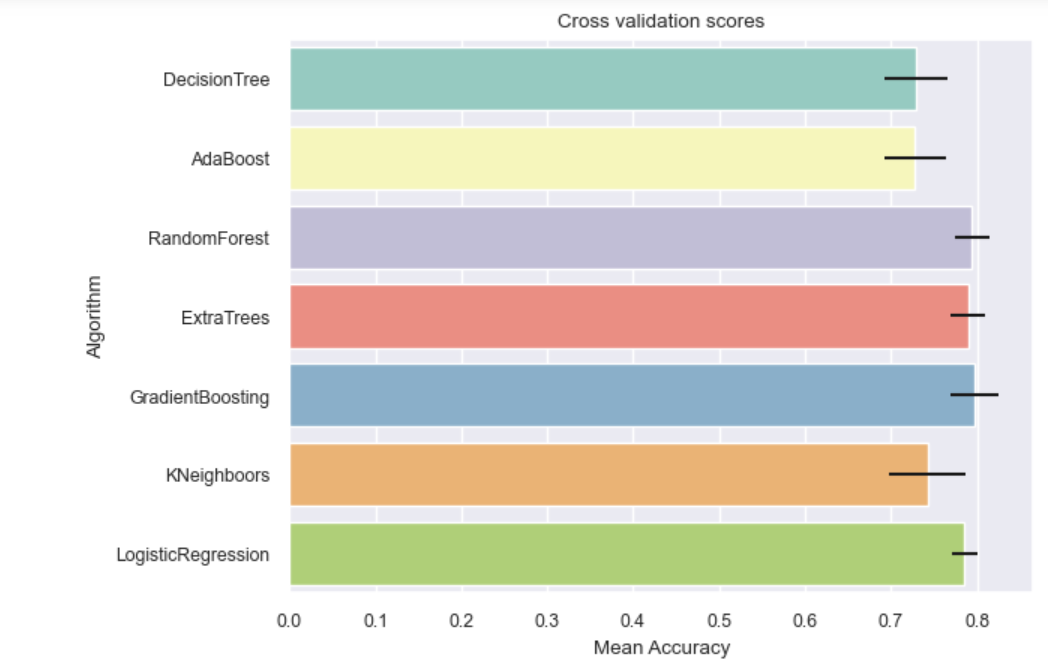 Cross validation scores
DecisionTree
AdaBoost
RandomForest
ExtraTrees
GradientBoosting
KNeighboors
LogisticRegression
Algorithm
0.0 0.1 0.2 0.3 0.4 0.5 0.6 0.7 0.8
Mean Accuracy